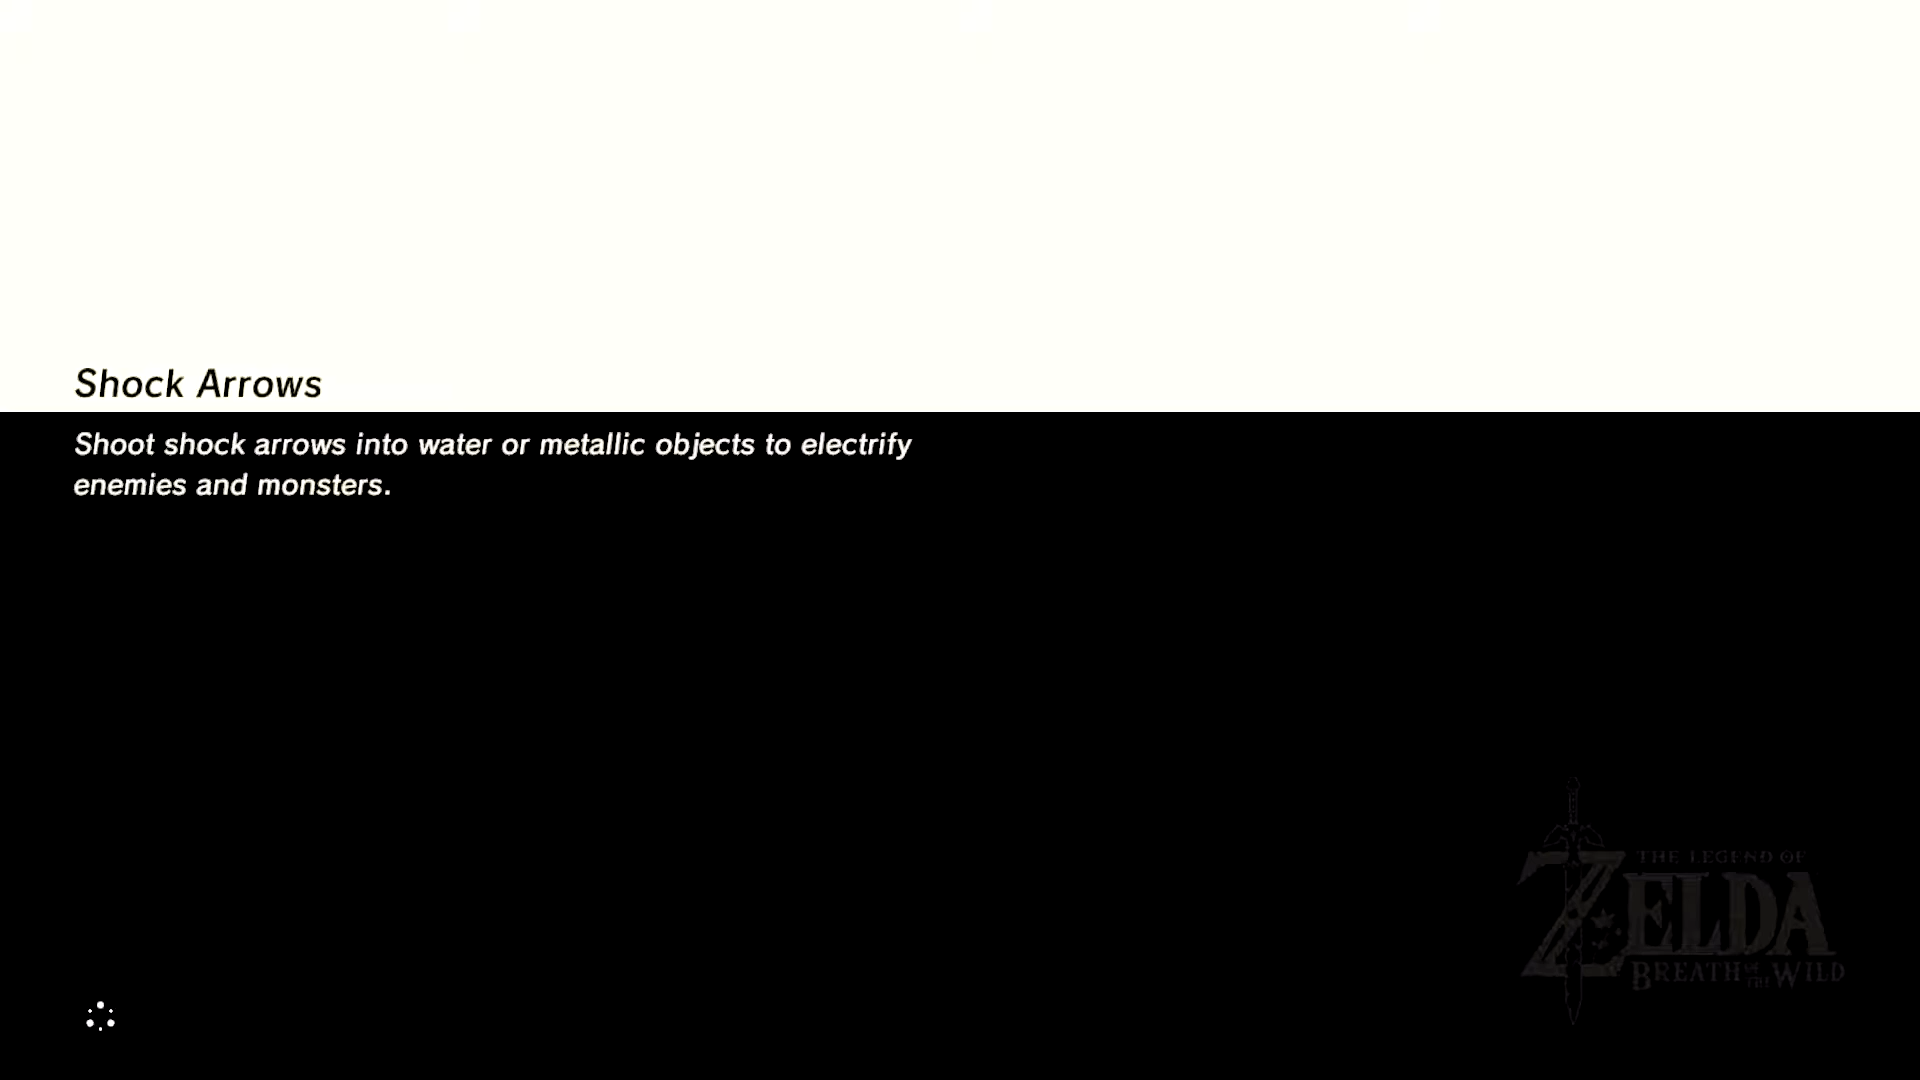 Shock Arrows
Shoot shock arrows into water or metallic objects to electrify
enemies and monsters.
THE LEGEND OF
ZELDA
BREATH OF THE WILD